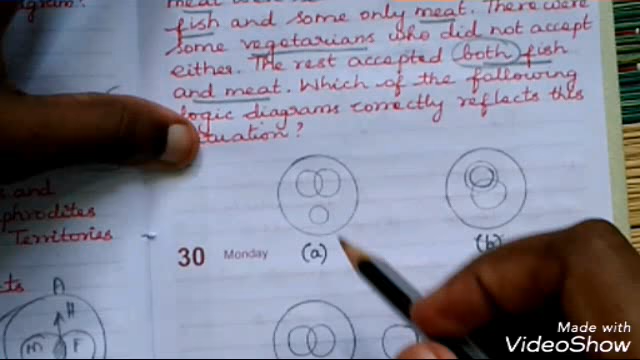 meat were
fish and some only meat. There were
some vegetarians who did not accept
either. The rest accepted both fish
and meat. Which of the following
logic diagrams correctly reflects this
situation?
s and
phrodites
Territories
30 Monday (a) (b)
A
H
M F
Made with
VideoShow